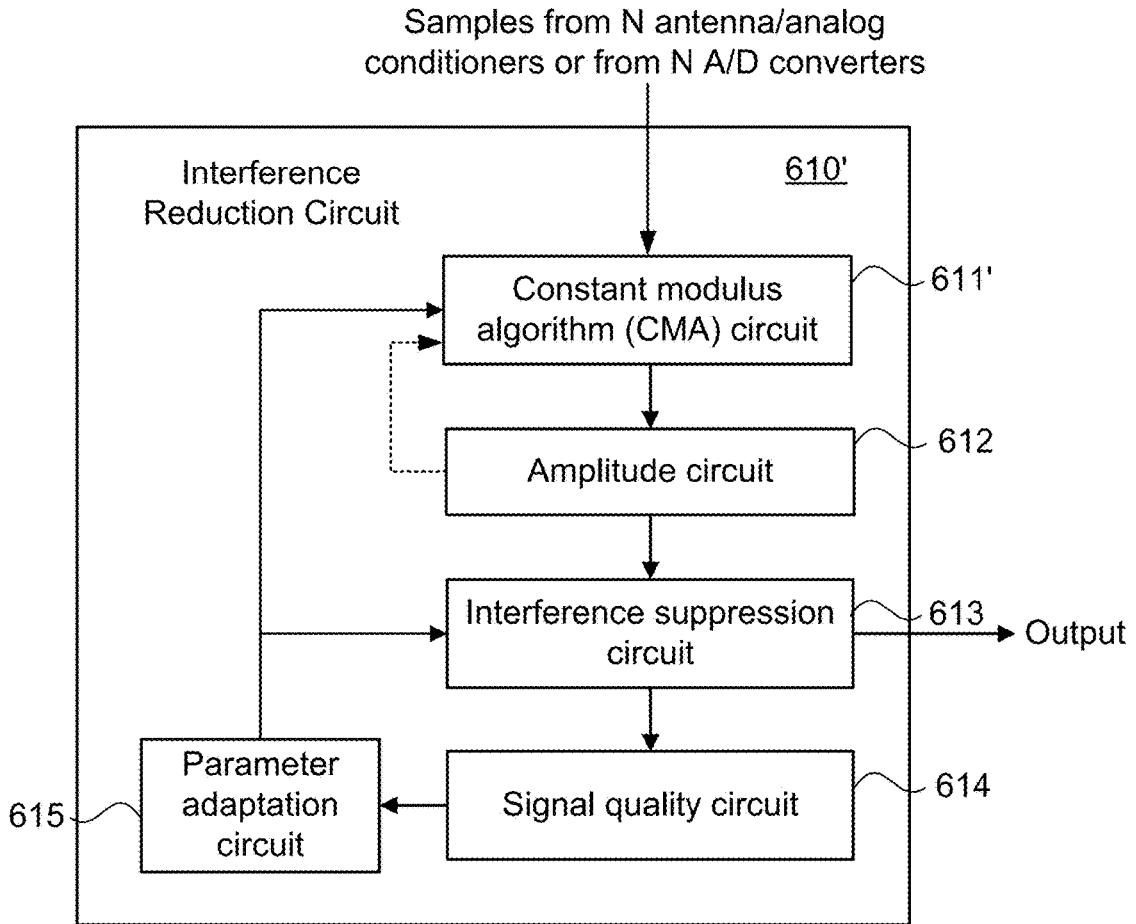 Samples from N antenna/analog
conditioners or from N A/D converters
Interference
Reduction Circuit
610'
Constant modulus
algorithm (CMA) circuit
611'
Amplitude circuit
612
Interference suppression
circuit
613
Output
Parameter
adaptation
circuit
615
Signal quality circuit
614